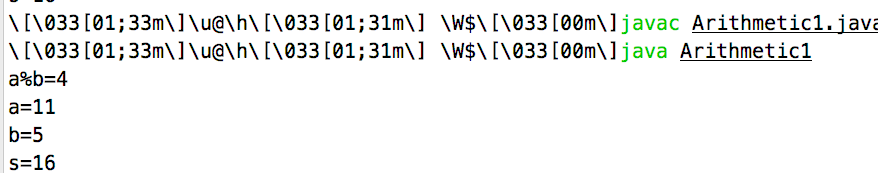 \[\033[01;33m\]\u@\h\[\033[01;31m\] \W$\[\033[00m\]javac Arithmetic1.java
\[\033[01;33m\]\u@\h\[\033[01;31m\] \W$\[\033[00m\]java Arithmetic1
a%b=4
a=11
b=5
s=16